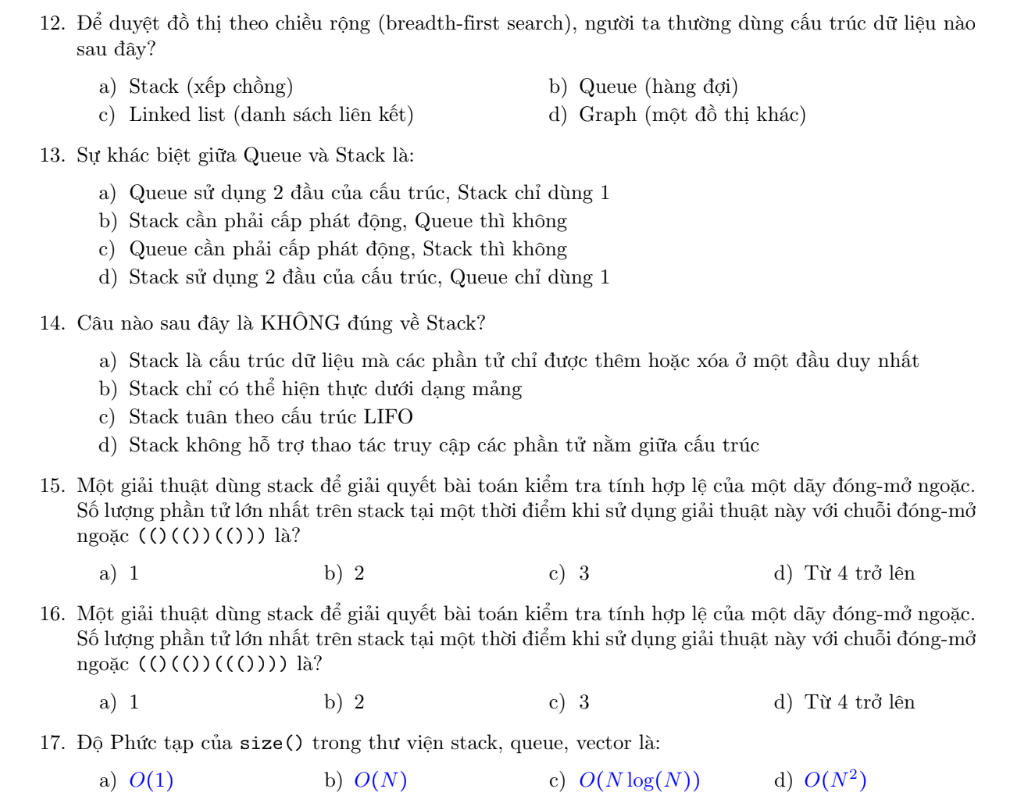 12. Để duyệt đồ thị theo chiều rộng (breadth-first search), người ta thường dùng cấu trúc dữ liệu nào
sau đây?
a) Stack (xếp chồng) b) Queue (hàng đợi)
c) Linked list (danh sách liên kết) d) Graph (một đồ thị khác)
13. Sự khác biệt giữa Queue và Stack là:
a) Queue sử dụng 2 đầu của cấu trúc, Stack chỉ dùng 1
b) Stack cần phải cấp phát động, Queue thì không
c) Queue cần phải cấp phát động, Stack thì không
d) Stack sử dụng 2 đầu của cấu trúc, Queue chỉ dùng 1
14. Câu nào sau đây là KHÔNG đúng về Stack?
a) Stack là cấu trúc dữ liệu mà các phần tử chỉ được thêm hoặc xóa ở một đầu duy nhất
b) Stack chỉ có thể hiện thực dưới dạng mảng
c) Stack tuân theo cấu trúc LIFO
d) Stack không hỗ trợ thao tác truy cập các phần tử nằm giữa cấu trúc
15. Một giải thuật dùng stack để giải quyết bài toán kiểm tra tính hợp lệ của một dãy đóng-mở ngoặc.
Số lượng phần tử lớn nhất trên stack tại một thời điểm khi sử dụng giải thuật này với chuỗi đóng-mở
ngoặc (()(())(())) là?
a) 1 b) 2 c) 3 d) Từ 4 trở lên
16. Một giải thuật dùng stack để giải quyết bài toán kiểm tra tính hợp lệ của một dãy đóng-mở ngoặc.
Số lượng phần tử lớn nhất trên stack tại một thời điểm khi sử dụng giải thuật này với chuỗi đóng-mở
ngoặc (()(())((()))) là?
a) 1 b) 2 c) 3 d) Từ 4 trở lên
17. Độ Phức tạp của size() trong thư viện stack, queue, vector là:
a) O(1) b) O(N) c) O(N log(N)) d) O(N²)